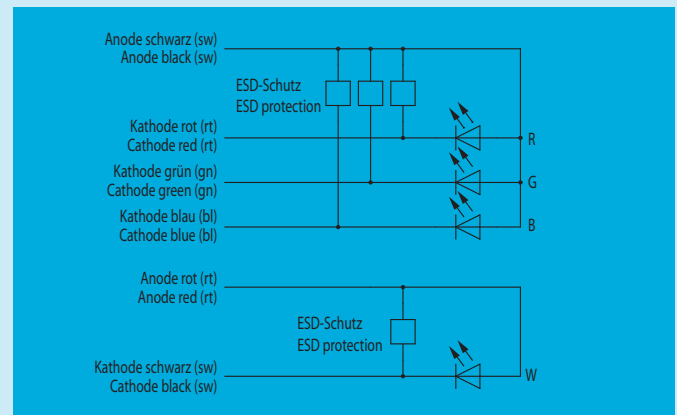 Anode schwarz (sw)
Anode black (sw)
ESD-Schutz
ESD protection
Kathode rot (rt)
Cathode red (rt)
R
Kathode grün (gn)
Cathode green (gn)
G
Kathode blau (bl)
Cathode blue (bl)
B
Anode rot (rt)
Anode red (rt)
ESD-Schutz
ESD protection
Kathode schwarz (sw)
Cathode black (sw)
W